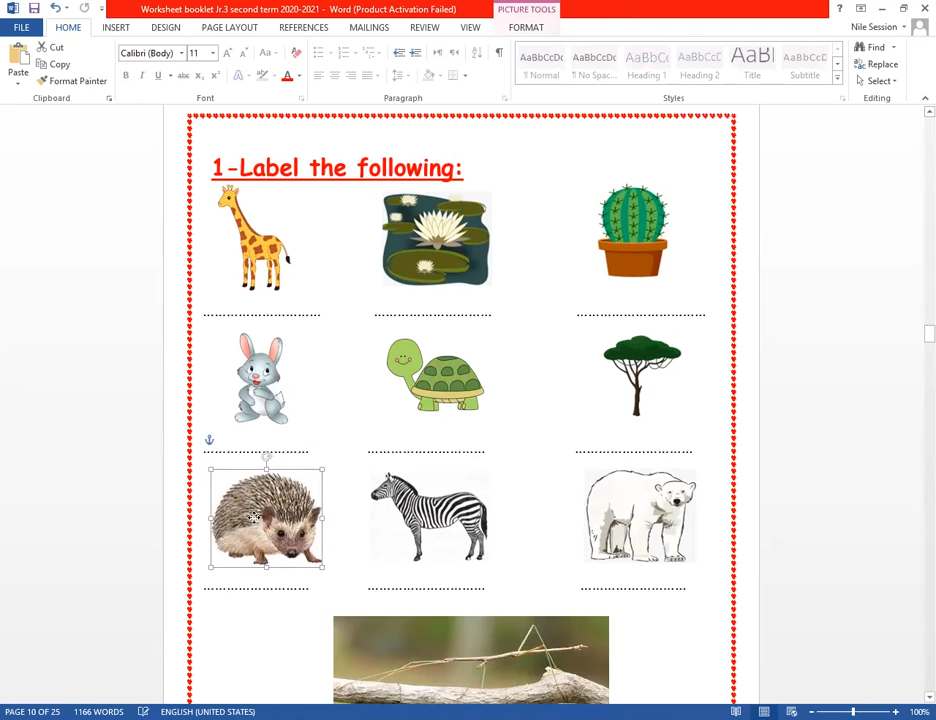 Worksheet booklet Jr.3 second term 2020-2021 - Word (Product Activation Failed)
PICTURE TOOLS
FILE HOME INSERT DESIGN PAGE LAYOUT REFERENCES MAILINGS REVIEW VIEW FORMAT
Nile Session
Paste
Cut
Copy
Format Painter
Calibri (Body) 11
AaBbCcDc AaBbCcDc AaBbCc AaBbCcC AaBl AaBbCcC
¶ Normal ¶ No Spac... Heading 1 Heading 2 Title Subtitle
Find
Replace
Select
Clipboard Font Paragraph Styles Editing
1-Label the following:
PAGE 10 OF 25 1166 WORDS ENGLISH (UNITED STATES) 100%